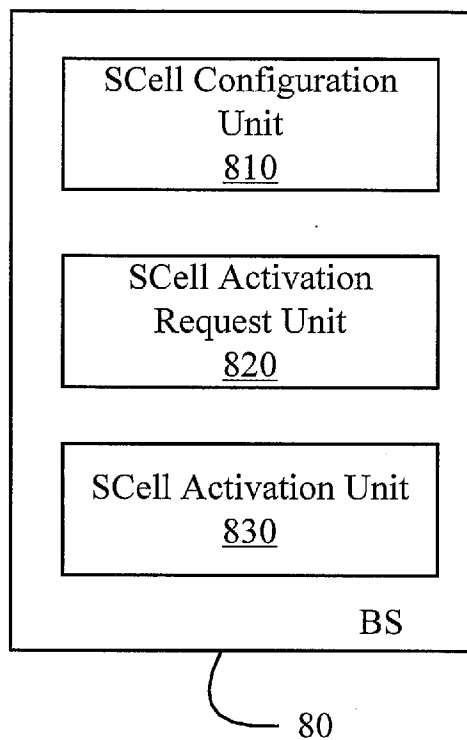 SCell Configuration
Unit
810
SCell Activation
Request Unit
820
SCell Activation Unit
830
BS
80